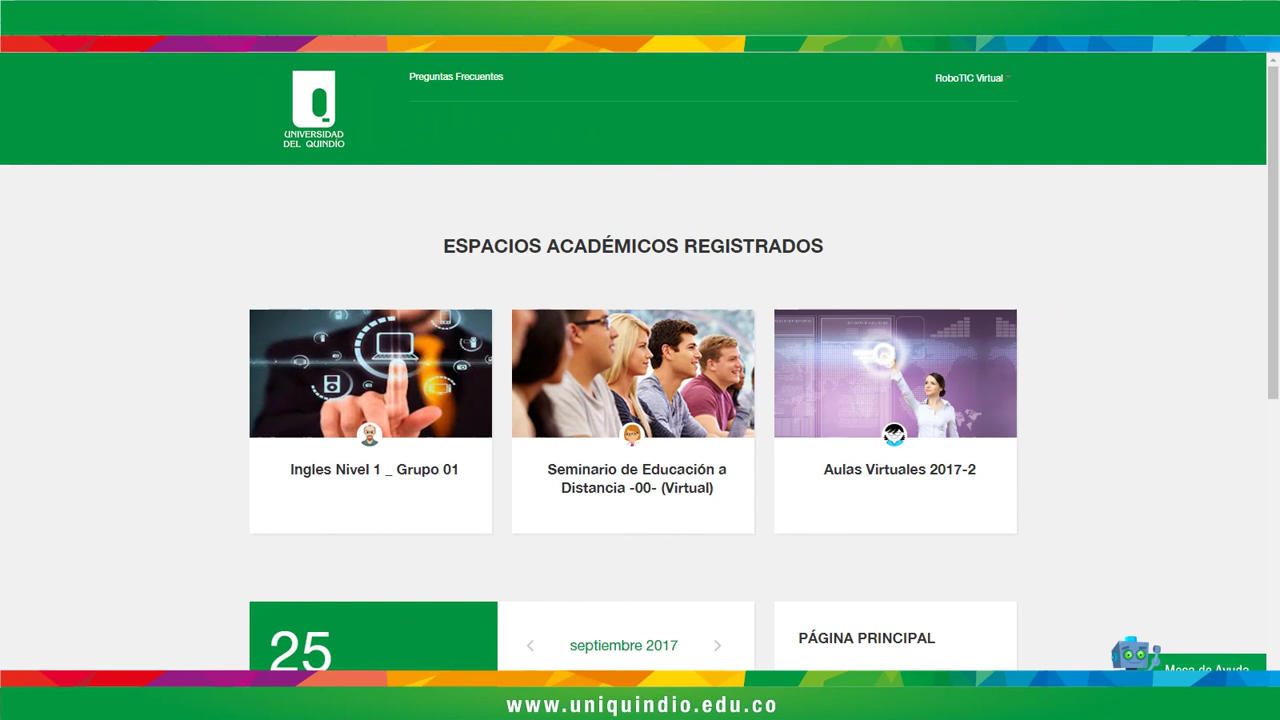 Preguntas Frecuentes
RoboTIC Virtual
UNIVERSIDAD
DEL QUINDÍO
ESPACIOS ACADÉMICOS REGISTRADOS
Ingles Nivel 1 _ Grupo 01
Seminario de Educación a
Distancia -00- (Virtual)
Aulas Virtuales 2017-2
25
septiembre 2017
PÁGINA PRINCIPAL
Mesa de Ayuda
www.uniquindio.edu.co